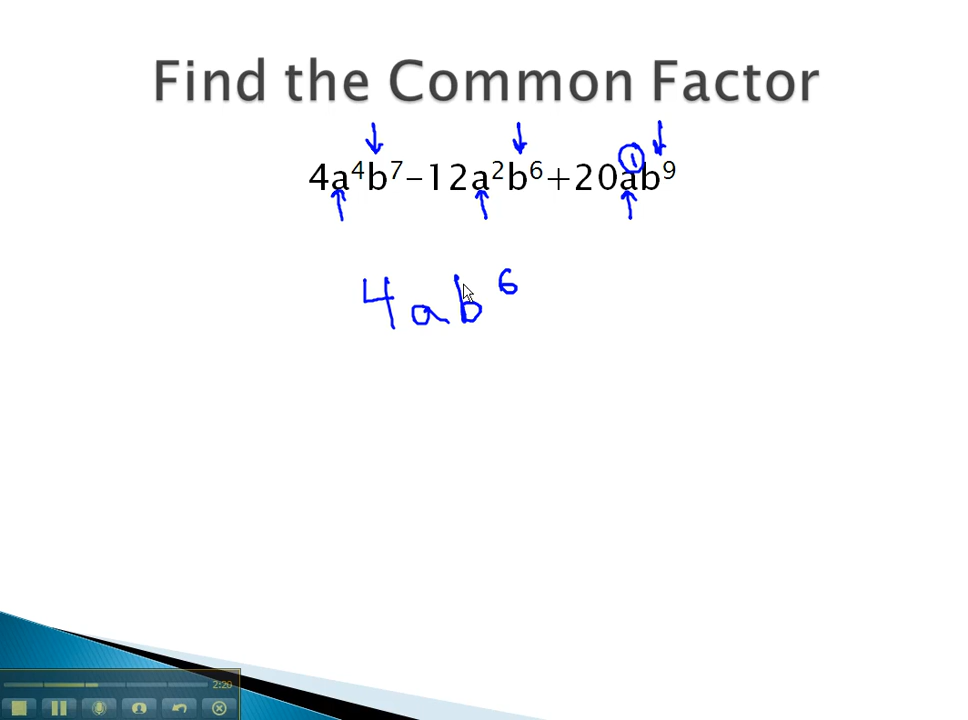 Find the Common Factor
①
4a⁴b⁷-12a²b⁶+20ab⁹
4ab⁶
2:20